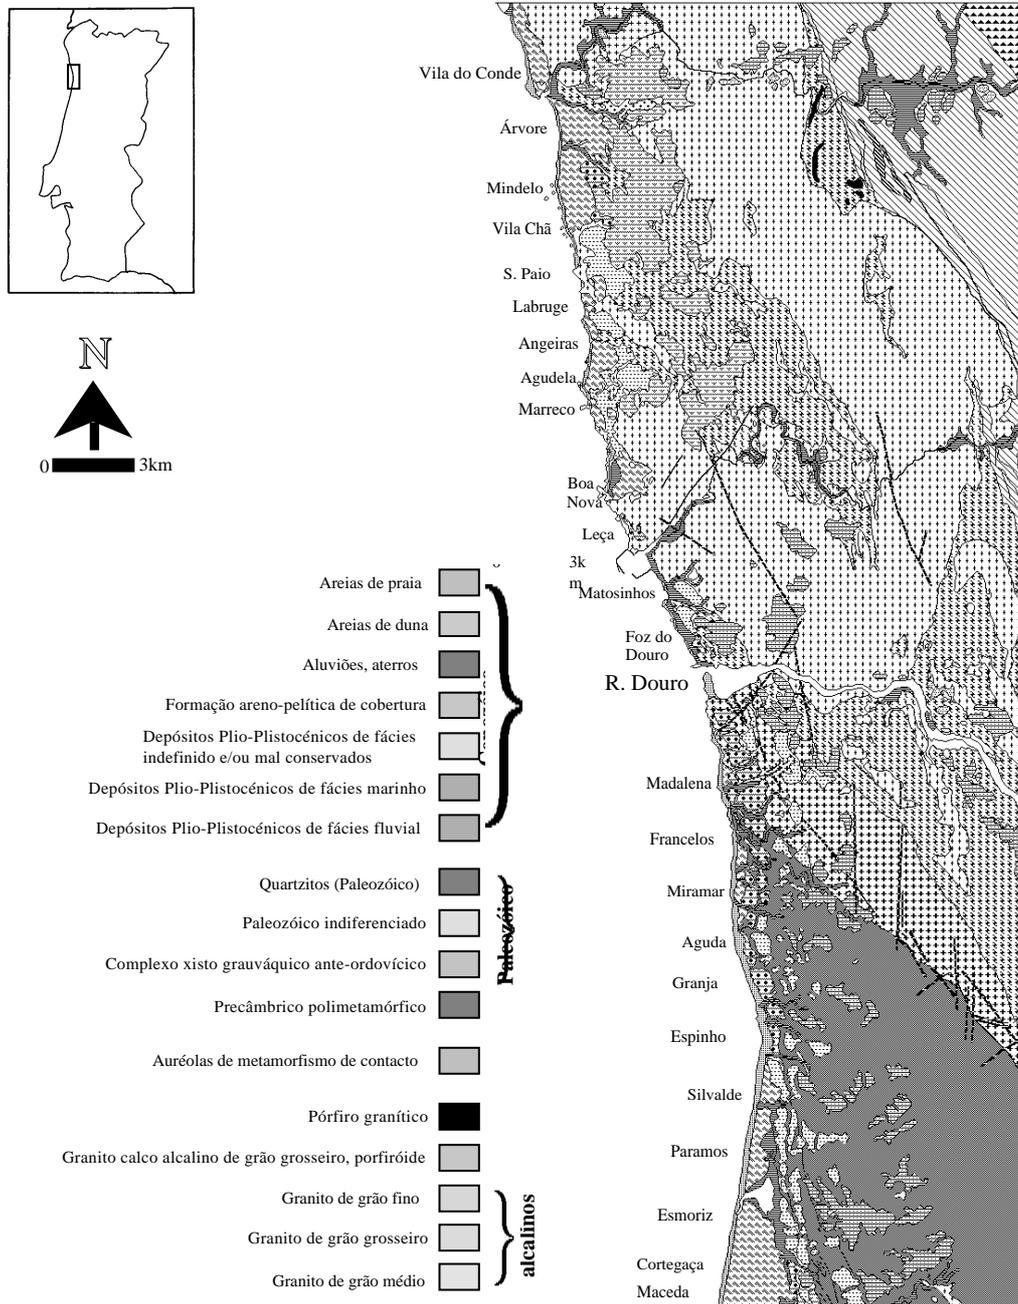 Vila do Conde
Árvore
Mindelo
Vila Chã
S. Paio
Labruge
N
Angeiras
Agudela
Marreco
0 3km
Boa
Nova
Leça
3k
m
Matosinhos
Foz do
Douro
R. Douro
Madalena
Francelos
Miramar
Aguda
Granja
Espinho
Silvalde
Paramos
Esmoriz
Cortegaça
Maceda
Areias de praia
Areias de duna
Aluviões, aterros
Formação areno-pelítica de cobertura
Depósitos Plio-Plistocénicos de fácies
indefinido e/ou mal conservados
Depósitos Plio-Plistocénicos de fácies marinho
Depósitos Plio-Plistocénicos de fácies fluvial
Quartzitos (Paleozóico)
Paleozóico indiferenciado
Complexo xisto grauváquico ante-ordovícico
Precâmbrico polimetamórfico
Paleozóico
Auréolas de metamorfismo de contacto
Pórfiro granítico
Granito calco alcalino de grão grosseiro, porfiróide
Granito de grão fino
Granito de grão grosseiro
Granito de grão médio
alcalinos